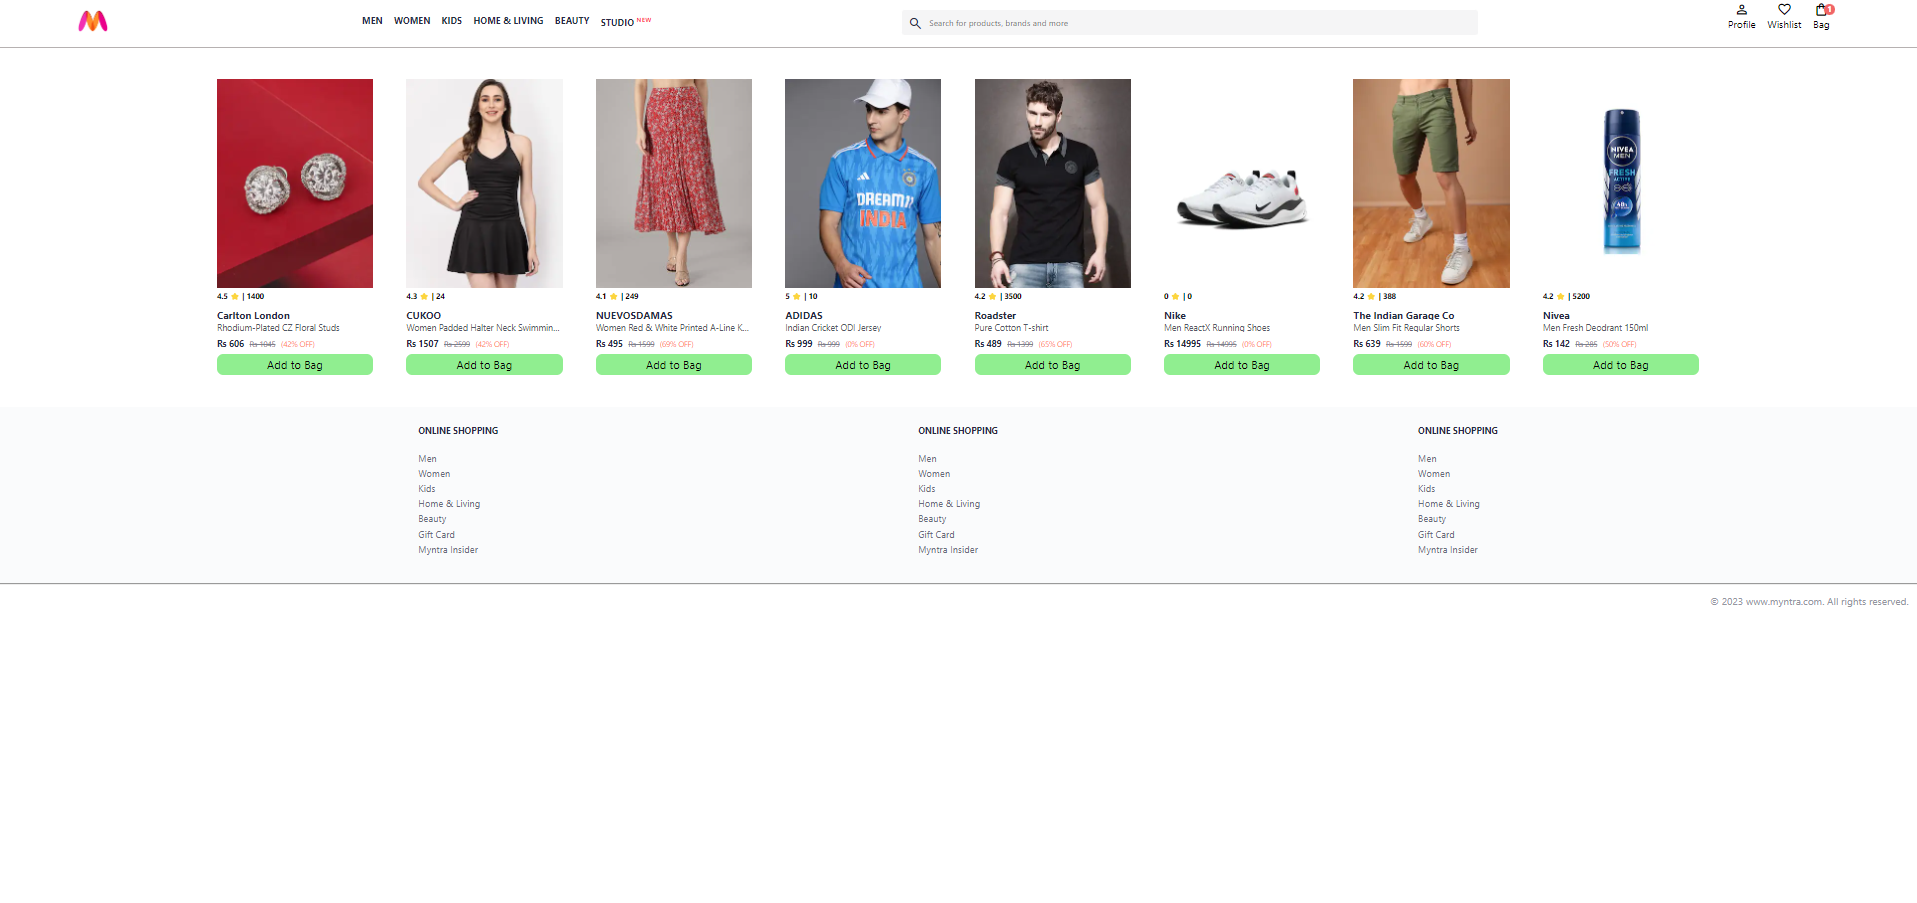 MEN WOMEN KIDS HOME & LIVING BEAUTY STUDIO NEW
Search for products, brands and more
1
Profile Wishlist Bag
DREAM11
INDIA
NIVEA
MEN
FRESH
ACTIVE
48h
4.5 ⭐ | 1400
Carlton London
Rhodium-Plated CZ Floral Studs
Rs 606 Rs 1045 (42% OFF)
Add to Bag
4.3 ⭐ | 24
CUKOO
Women Padded Halter Neck Swimmin...
Rs 1507 Rs 2599 (42% OFF)
Add to Bag
4.1 ⭐ | 249
NUEVOSDAMAS
Women Red & White Printed A-Line K...
Rs 495 Rs 1599 (69% OFF)
Add to Bag
5 ⭐ | 10
ADIDAS
Indian Cricket ODI Jersey
Rs 999 Rs 999 (0% OFF)
Add to Bag
4.2 ⭐ | 3500
Roadster
Pure Cotton T-shirt
Rs 489 Rs 1399 (65% OFF)
Add to Bag
0 ⭐ | 0
Nike
Men ReactX Running Shoes
Rs 14995 Rs 14995 (0% OFF)
Add to Bag
4.2 ⭐ | 388
The Indian Garage Co
Men Slim Fit Regular Shorts
Rs 639 Rs 1599 (60% OFF)
Add to Bag
4.2 ⭐ | 5200
Nivea
Men Fresh Deodrant 150ml
Rs 142 Rs 285 (50% OFF)
Add to Bag
ONLINE SHOPPING
Men
Women
Kids
Home & Living
Beauty
Gift Card
Myntra Insider
ONLINE SHOPPING
Men
Women
Kids
Home & Living
Beauty
Gift Card
Myntra Insider
ONLINE SHOPPING
Men
Women
Kids
Home & Living
Beauty
Gift Card
Myntra Insider
© 2023 www.myntra.com. All rights reserved.